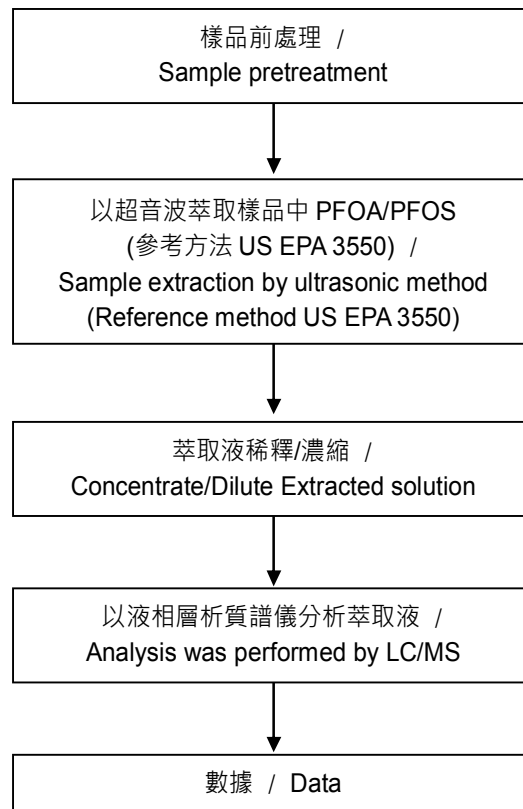 樣品前處理 /
Sample pretreatment
以超音波萃取樣品中 PFOA/PFOS
(參考方法 US EPA 3550) /
Sample extraction by ultrasonic method
(Reference method US EPA 3550)
萃取液稀釋/濃縮 /
Concentrate/Dilute Extracted solution
以液相層析質譜儀分析萃取液 /
Analysis was performed by LC/MS
數據 / Data